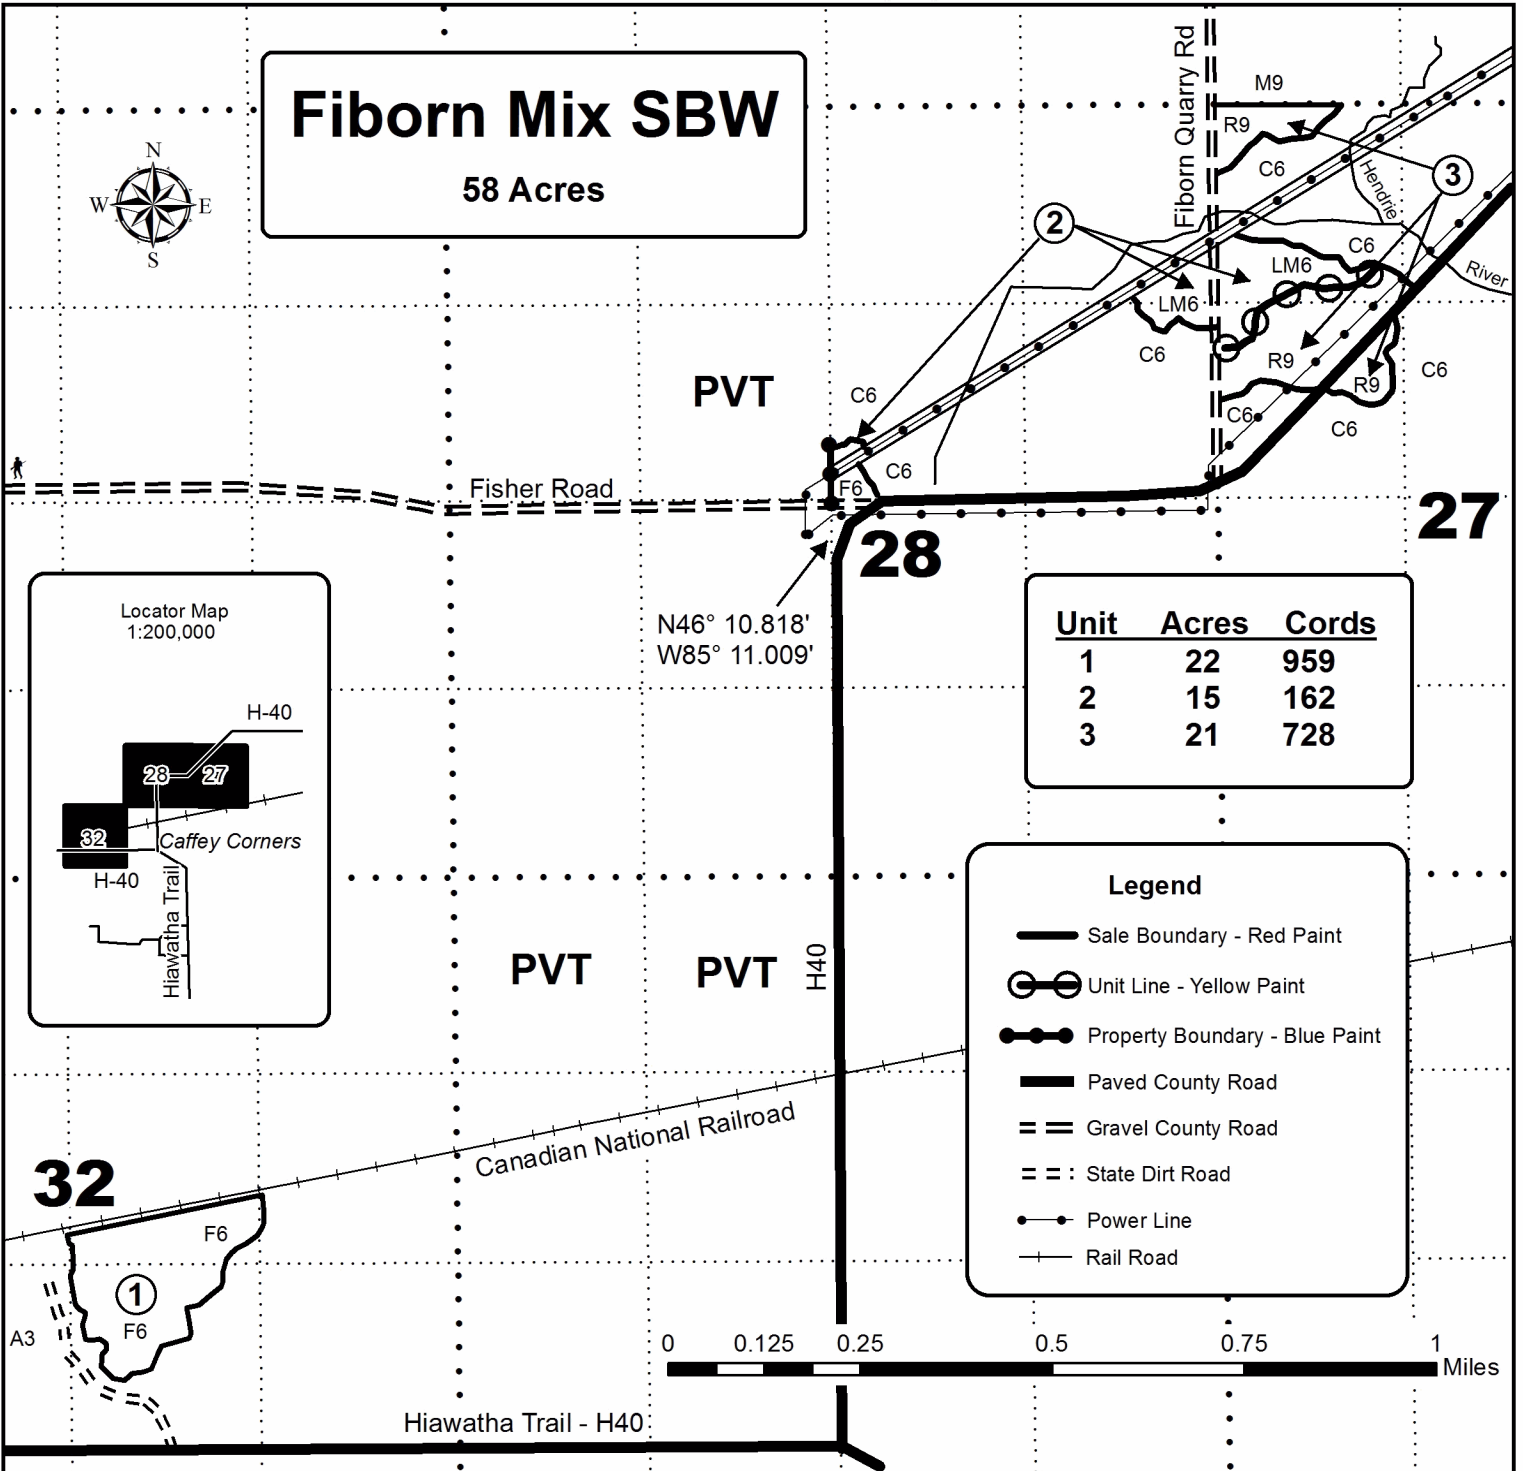 Fiborn Mix SBW
58 Acres
N
W E
S
Fiborn Quarry Rd
M9
R9
C6
3
Hendrie
River
2
C6
LM6
LM6
C6
R9
R9
C6
C6
C6
PVT
C6
C6
F6
Fisher Road
28
27
N46° 10.818'
W85° 11.009'
Locator Map
1:200,000
H-40
28 27
32
Caffey Corners
H-40
Hiawatha Trail
Unit Acres Cords
1 22 959
2 15 162
3 21 728
PVT PVT
H40
Canadian National Railroad
Legend
Sale Boundary - Red Paint
Unit Line - Yellow Paint
Property Boundary - Blue Paint
Paved County Road
Gravel County Road
State Dirt Road
Power Line
Rail Road
32
F6
1
F6
A3
0 0.125 0.25 0.5 0.75 1
Miles
Hiawatha Trail - H40